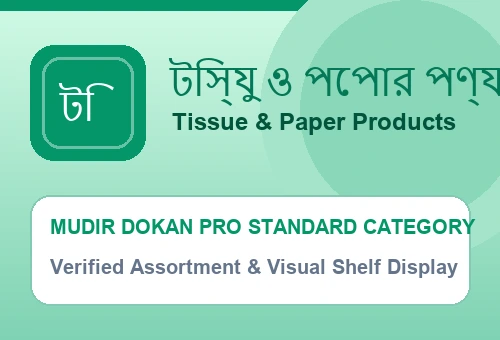 টি
টিস্যু ও পেপার পণ্য
Tissue & Paper Products
MUDIR DOKAN PRO STANDARD CATEGORY
Verified Assortment & Visual Shelf Display